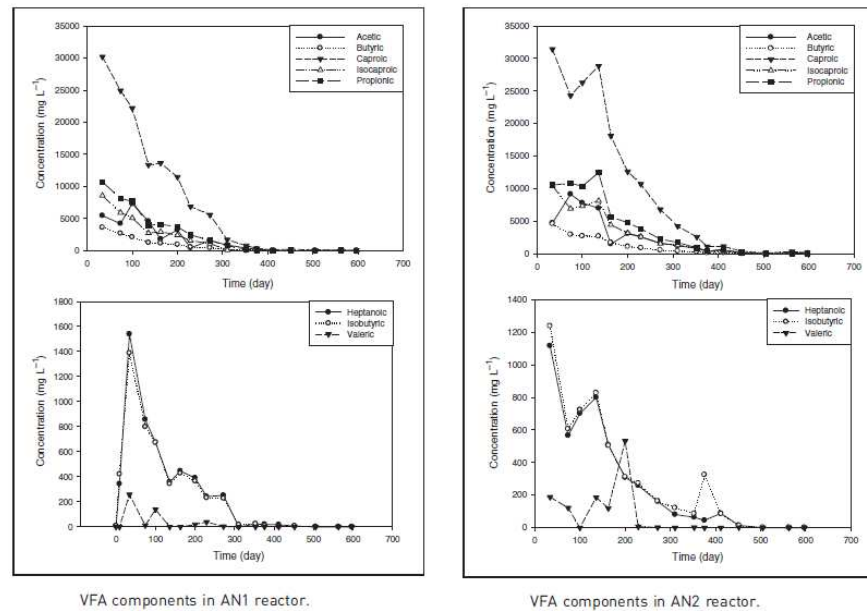 35000
30000
25000
20000
15000
10000
5000
0
Concentration (mg L⁻¹)
0 100 200 300 400 500 600 700
Time (day)
Acetic
Butyric
Caproic
Isocaproic
Propionic
1800
1600
1400
1200
1000
800
600
400
200
0
Concentration (mg L⁻¹)
0 100 200 300 400 500 600 700
Time (day)
Heptanoic
Isobutyric
Valeric
VFA components in AN1 reactor.
35000
30000
25000
20000
15000
10000
5000
0
Concentration (mg L⁻¹)
0 100 200 300 400 500 600 700
Time (day)
Acetic
Butyric
Caproic
Isocaproic
Propionic
1400
1200
1000
800
600
400
200
0
Concentration (mg L⁻¹)
0 100 200 300 400 500 600 700
Time (day)
Heptanoic
Isobutyric
Valeric
VFA components in AN2 reactor.